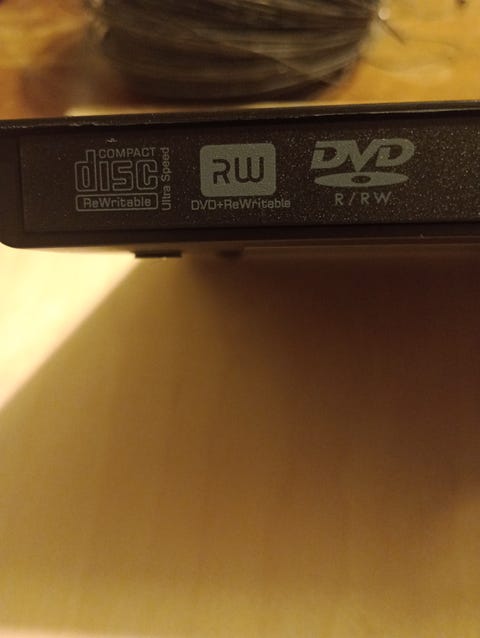 COMPACT
disc
ReWritable
Ultra Speed
RW
DVD+ReWritable
DVD
R/RW